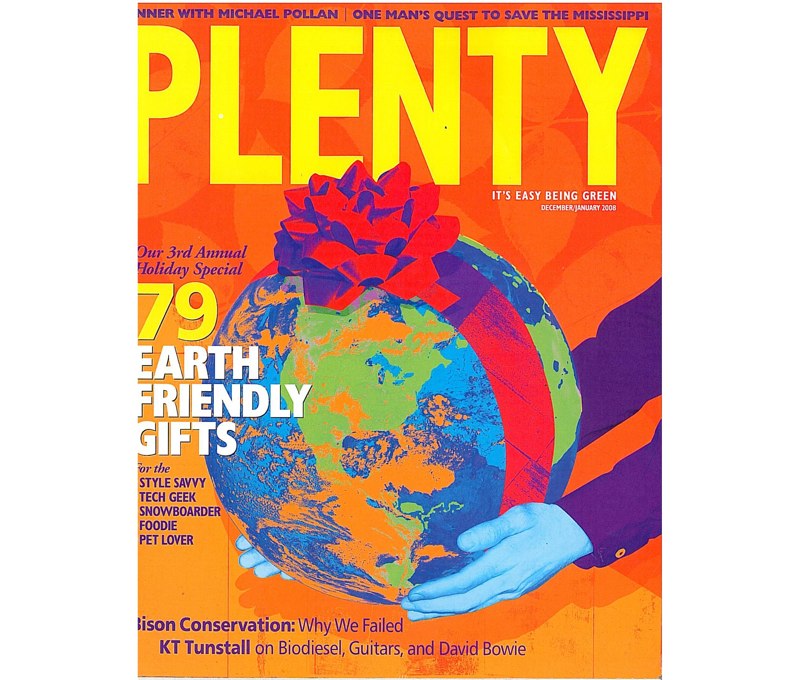 NNER WITH MICHAEL POLLAN | ONE MAN'S QUEST TO SAVE THE MISSISSIPPI
PLENTY
IT'S EASY BEING GREEN
DECEMBER/JANUARY 2008
Our 3rd Annual
Holiday Special
79
EARTH
FRIENDLY
GIFTS
for the
STYLE SAVVY
TECH GEEK
SNOWBOARDER
FOODIE
PET LOVER
Bison Conservation: Why We Failed
KT Tunstall on Biodiesel, Guitars, and David Bowie